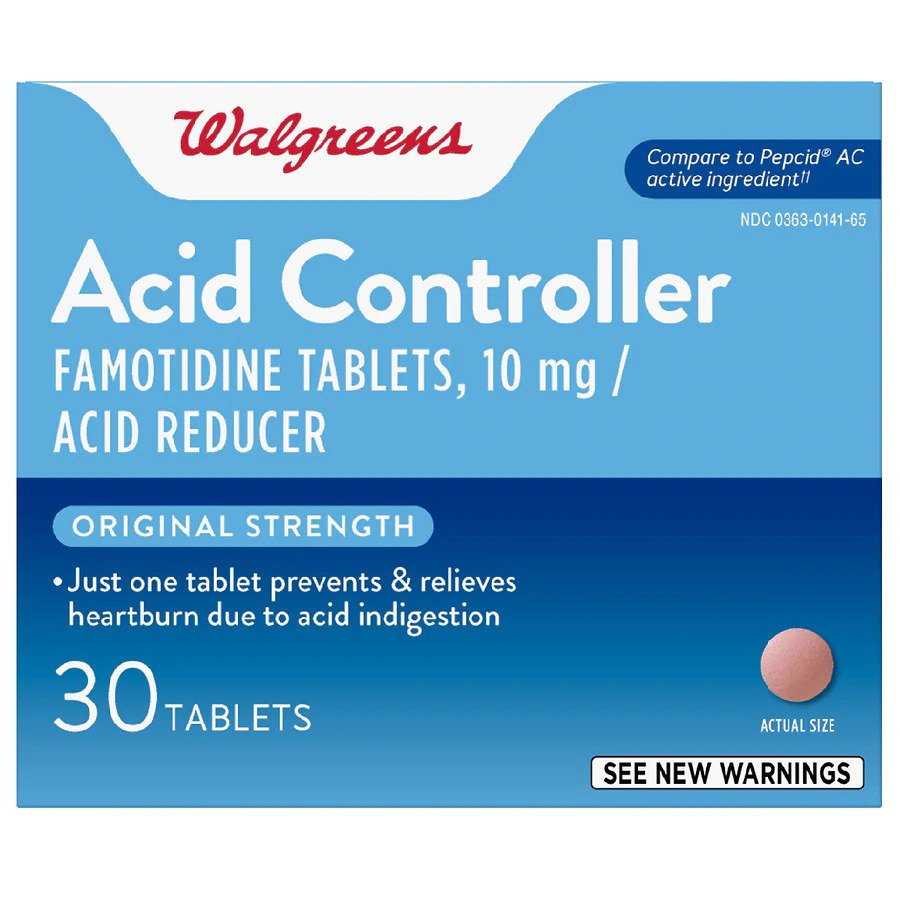 Walgreens
Compare to Pepcid® AC
active ingredient††
NDC 0363-0141-65
Acid Controller
FAMOTIDINE TABLETS, 10 mg /
ACID REDUCER
ORIGINAL STRENGTH
•Just one tablet prevents & relieves
heartburn due to acid indigestion
30 TABLETS
ACTUAL SIZE
SEE NEW WARNINGS